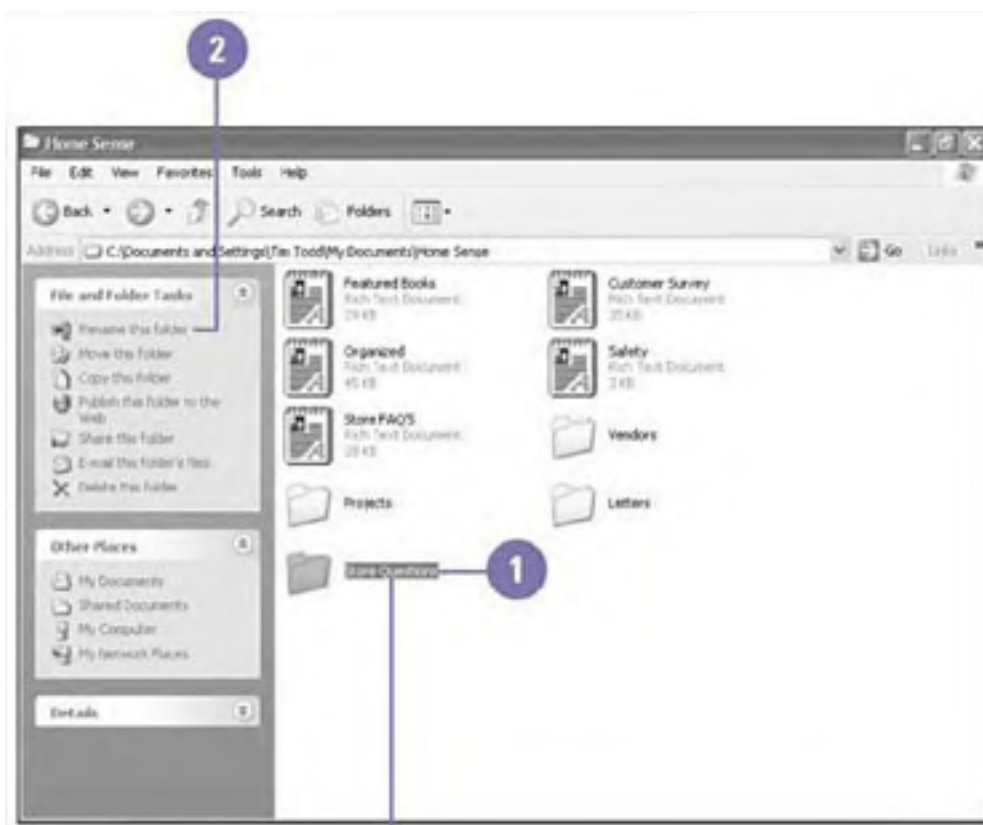 2
Home Sense
File Edit View Favorites Tools Help
Back Search Folders
Address C:\Documents and Settings\Tim Todd\My Documents\Home Sense Go Links »
File and Folder Tasks
Rename this folder
Move this folder
Copy this folder
Publish this folder to the
Web
Share this folder
E-mail this folder's files
Delete this folder
Other Places
My Documents
Shared Documents
My Computer
My Network Places
Details
Featured Books
Rich Text Document
Customer Survey
Rich Text Document
35 KB
Organized
Rich Text Document
45 KB
Safety
Rich Text Document
Store FAQ'S
Rich Text Document
28 KB
Vendors
Projects
Letters
Store Questions
1